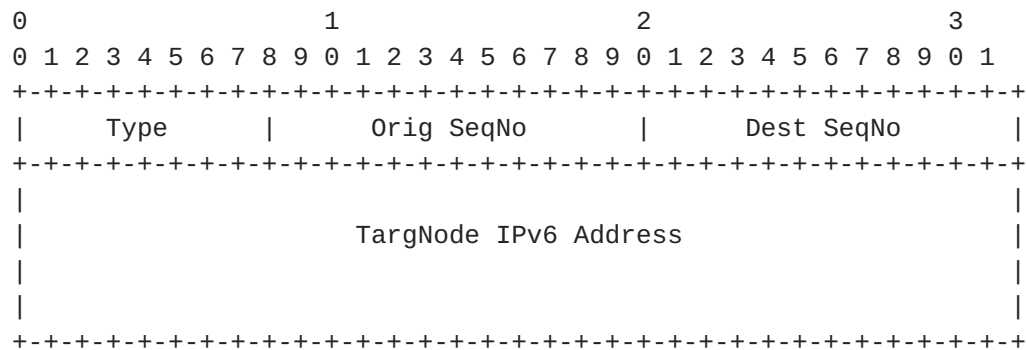 0                   1                   2                   3
0 1 2 3 4 5 6 7 8 9 0 1 2 3 4 5 6 7 8 9 0 1 2 3 4 5 6 7 8 9 0 1
+-+-+-+-+-+-+-+-+-+-+-+-+-+-+-+-+-+-+-+-+-+-+-+-+-+-+-+-+-+-+-+-+
|     Type      |      Orig SeqNo       |      Dest SeqNo       |
+-+-+-+-+-+-+-+-+-+-+-+-+-+-+-+-+-+-+-+-+-+-+-+-+-+-+-+-+-+-+-+-+
|                                                               |
|                     TargNode IPv6 Address                     |
|                                                               |
|                                                               |
+-+-+-+-+-+-+-+-+-+-+-+-+-+-+-+-+-+-+-+-+-+-+-+-+-+-+-+-+-+-+-+-+